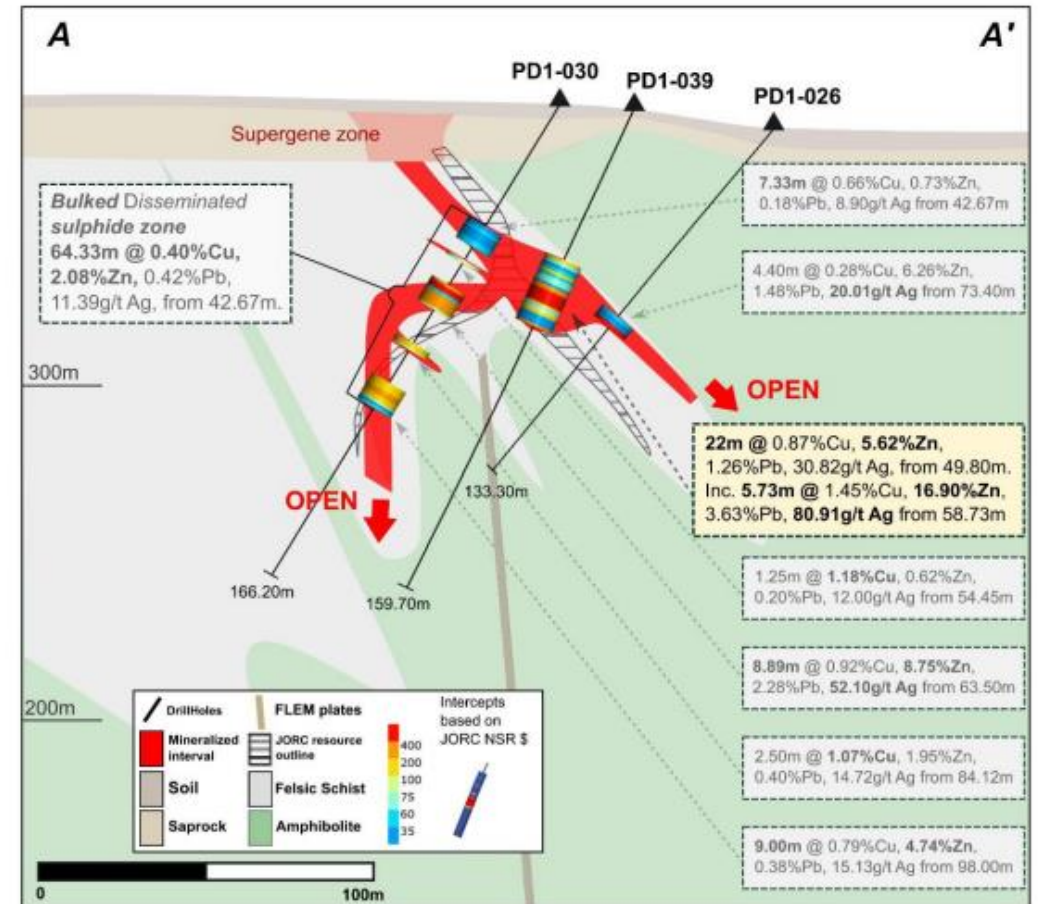 A
A'
PD1-030
PD1-039
PD1-026
Supergene zone
Bulked Disseminated
sulphide zone
64.33m @ 0.40%Cu,
2.08%Zn, 0.42%Pb,
11.39g/t Ag, from 42.67m.
7.33m @ 0.66%Cu, 0.73%Zn,
0.18%Pb, 8.90g/t Ag from 42.67m
4.40m @ 0.28%Cu, 6.26%Zn,
1.48%Pb, 20.01g/t Ag from 73.40m
300m
OPEN
22m @ 0.87%Cu, 5.62%Zn,
1.26%Pb, 30.82g/t Ag, from 49.80m.
Inc. 5.73m @ 1.45%Cu, 16.90%Zn,
3.63%Pb, 80.91g/t Ag from 58.73m
OPEN
133.30m
166.20m
159.70m
1.25m @ 1.18%Cu, 0.62%Zn,
0.20%Pb, 12.00g/t Ag from 54.45m
8.89m @ 0.92%Cu, 8.75%Zn,
2.28%Pb, 52.10g/t Ag from 63.50m
200m
2.50m @ 1.07%Cu, 1.95%Zn,
0.40%Pb, 14.72g/t Ag from 84.12m
9.00m @ 0.79%Cu, 4.74%Zn,
0.38%Pb, 15.13g/t Ag from 98.00m
DrillHoles
FLEM plates
Mineralized
interval
JORC resource
outline
Soil
Felsic Schist
Saprock
Amphibolite
Intercepts
based on
JORC NSR $
400
200
100
75
60
35
0
100m